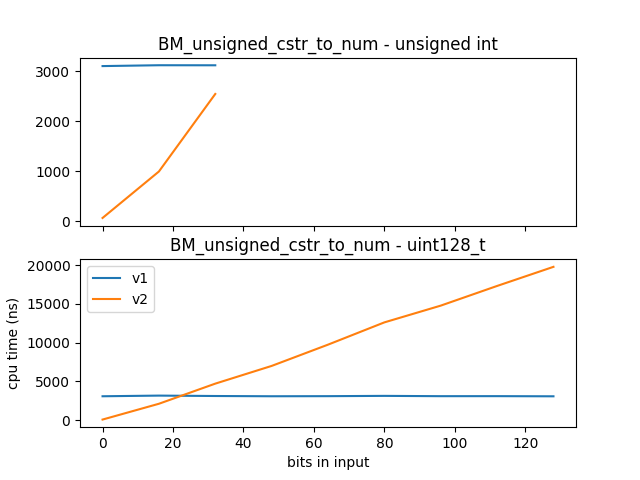 BM_unsigned_cstr_to_num - unsigned int
3000
2000
1000
0
BM_unsigned_cstr_to_num - uint128_t
20000
15000
10000
5000
0
cpu time (ns)
v1
v2
0 20 40 60 80 100 120
bits in input